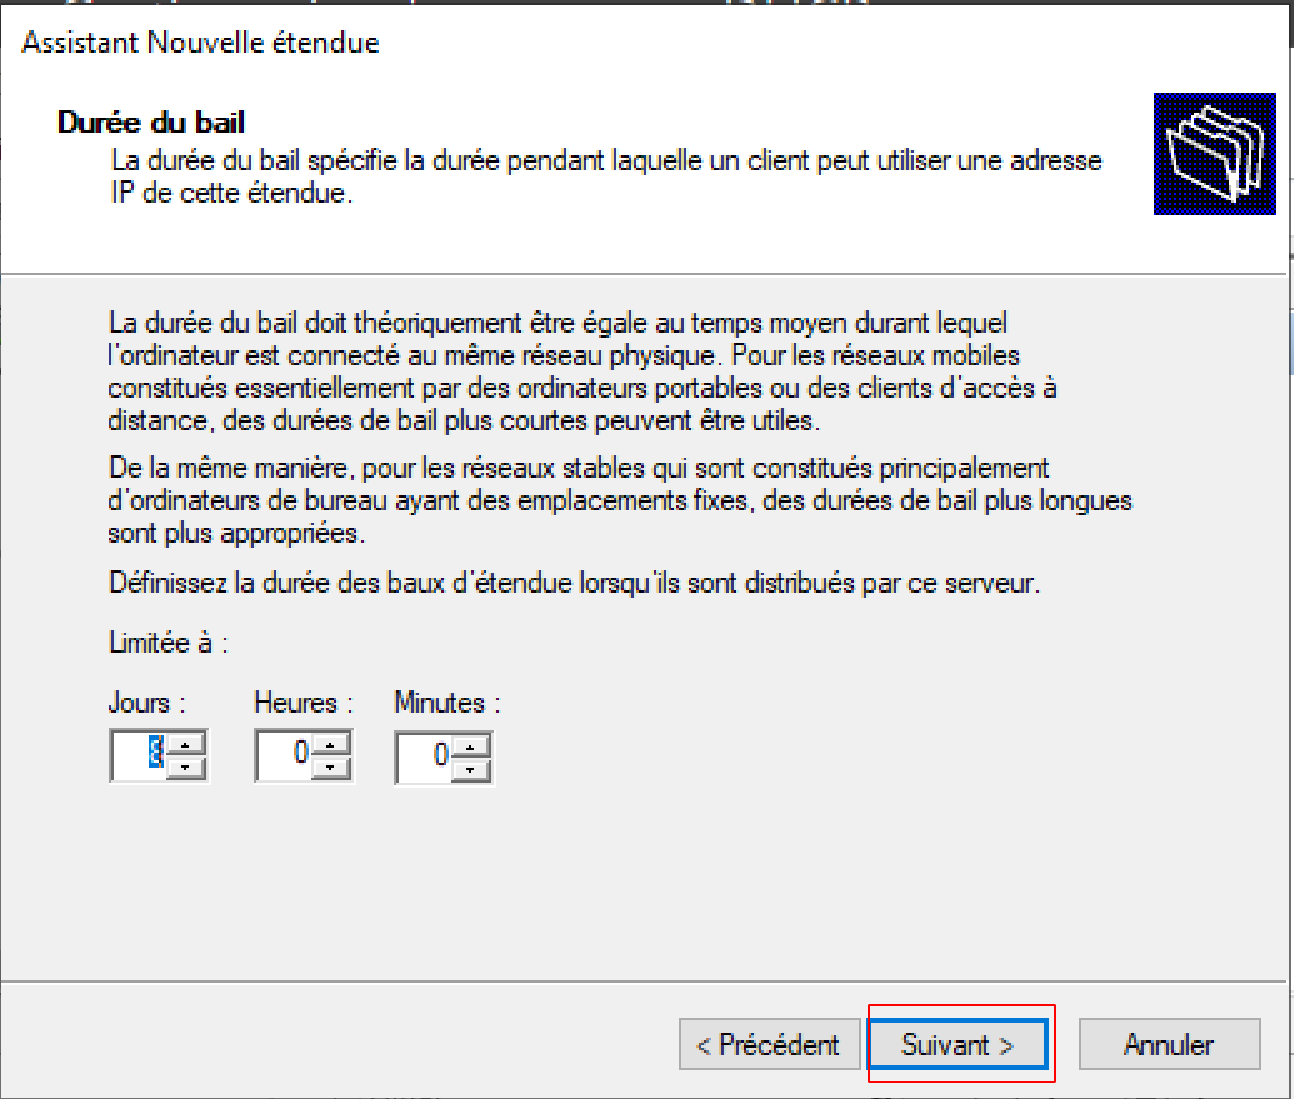 Assistant Nouvelle étendue
Durée du bail
La durée du bail spécifie la durée pendant laquelle un client peut utiliser une adresse
IP de cette étendue.
La durée du bail doit théoriquement être égale au temps moyen durant lequel
l'ordinateur est connecté au même réseau physique. Pour les réseaux mobiles
constitués essentiellement par des ordinateurs portables ou des clients d'accès à
distance, des durées de bail plus courtes peuvent être utiles.
De la même manière, pour les réseaux stables qui sont constitués principalement
d'ordinateurs de bureau ayant des emplacements fixes, des durées de bail plus longues
sont plus appropriées.
Définissez la durée des baux d'étendue lorsqu'ils sont distribués par ce serveur.
Limitée à :
Jours : Heures : Minutes :
8 0 0
< Précédent Suivant > Annuler